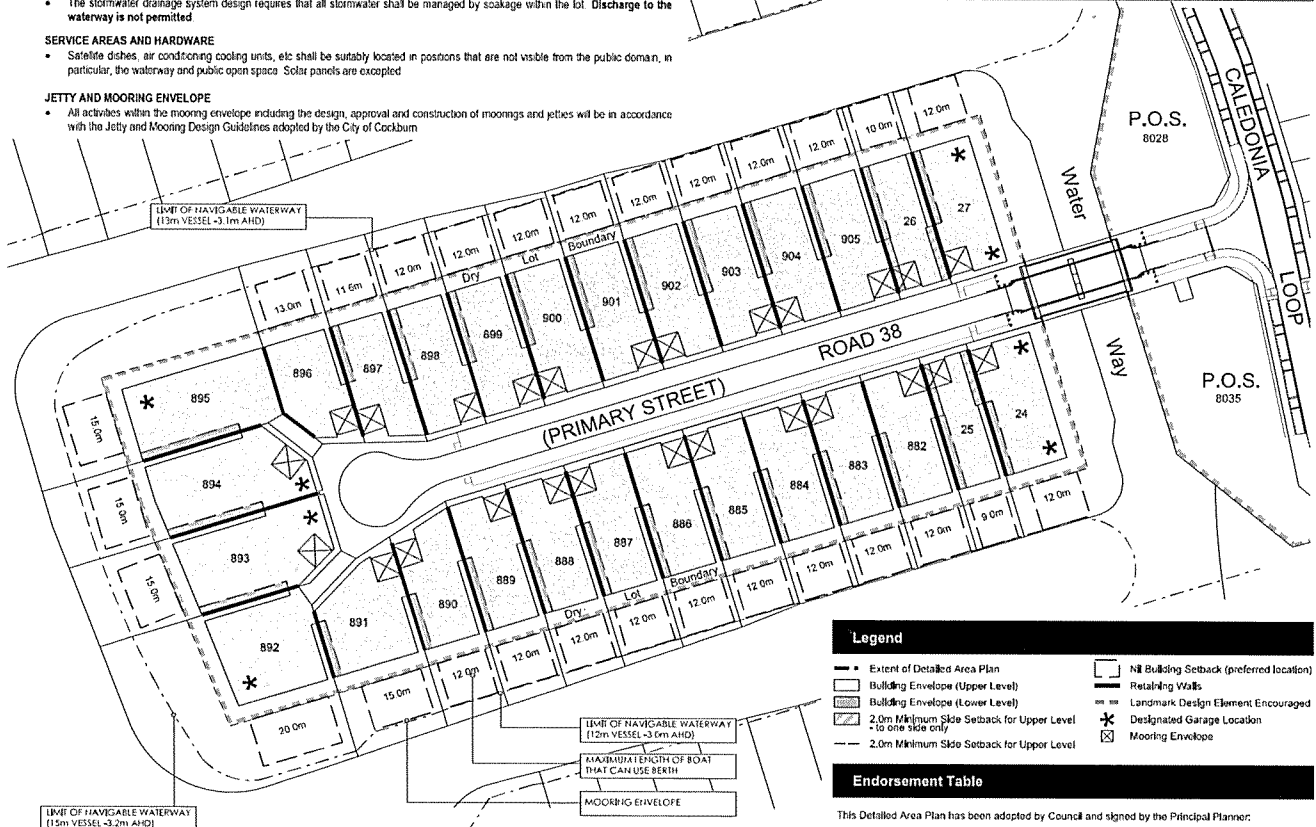 • The stormwater drainage system design requires that all stormwater shall be managed by soakage within the lot. Discharge to the
waterway is not permitted.
SERVICE AREAS AND HARDWARE
• Satellite dishes, air conditioning cooling units, etc shall be suitably located in positions that are not visible from the public domain, in
particular, the waterway and public open space. Solar panels are excepted
JETTY AND MOORING ENVELOPE
• All activities within the mooring envelope including the design, approval and construction of moorings and jetties will be in accordance
with the Jetty and Mooring Design Guidelines adopted by the City of Cockburn
CALEDONIA
LOOP
P.O.S.
8028
P.O.S.
8035
Water
Way
LIMIT OF NAVIGABLE WATERWAY
(13m VESSEL -3.1m AHD)
13.0m
11.5m
12.0m
12.0m
12.0m
12.0m
12.0m
12.0m
12.0m
12.0m
10.0m
12.0m
Dry Lot Boundary
895
896
897
898
899
900
901
902
903
904
905
26
27
ROAD 38
(PRIMARY STREET)
15.0m
15.0m
15.0m
894
893
892
891
890
889
888
887
886
885
884
883
882
25
24
Dry Lot Boundary
20.0m
15.0m
12.0m
12.0m
12.0m
12.0m
12.0m
12.0m
12.0m
12.0m
12.0m
9.0m
12.0m
LIMIT OF NAVIGABLE WATERWAY
(12m VESSEL -3.0m AHD)
MAXIMUM LENGTH OF BOAT
THAT CAN USE BERTH
MOORING ENVELOPE
LIMIT OF NAVIGABLE WATERWAY
(15m VESSEL -3.2m AHD)
Legend
Extent of Detailed Area Plan
Building Envelope (Upper Level)
Building Envelope (Lower Level)
2.0m Minimum Side Setback for Upper Level
- to one side only
2.0m Minimum Side Setback for Upper Level
Nil Building Setback (preferred location)
Retaining Walls
Landmark Design Element Encouraged
Designated Garage Location
Mooring Envelope
Endorsement Table
This Detailed Area Plan has been adopted by Council and signed by the Principal Planner: